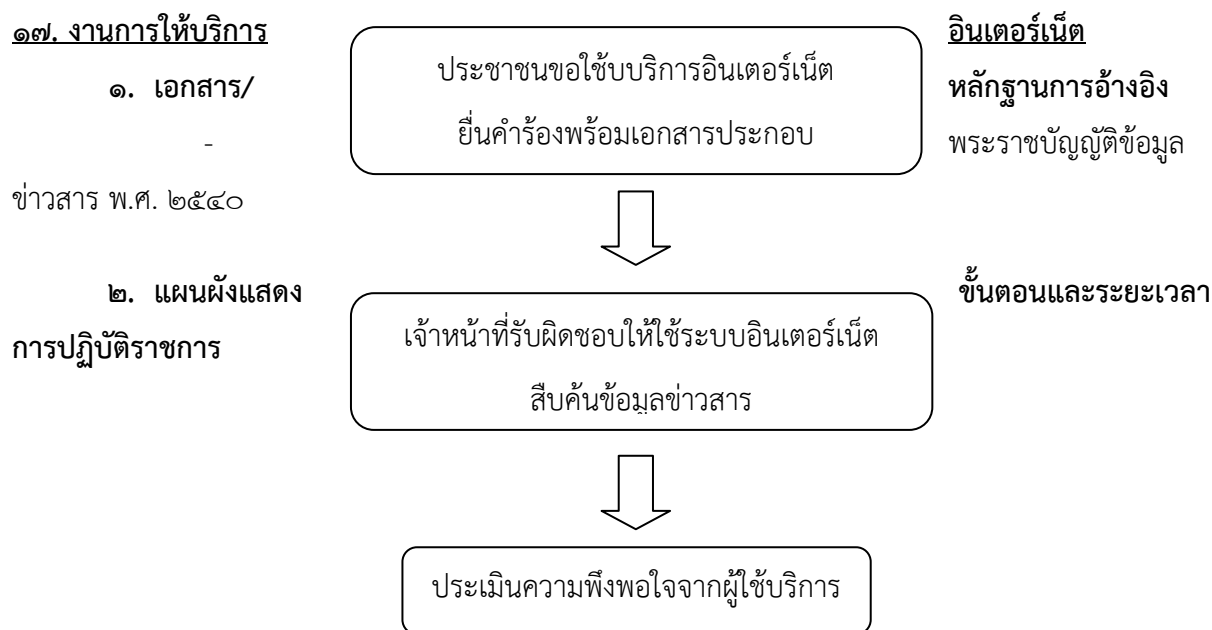 ๑๗. งานการให้บริการ อินเตอร์เน็ต
๑. เอกสาร/ หลักฐานการอ้างอิง
- พระราชบัญญัติข้อมูล
ข่าวสาร พ.ศ. ๒๕๔๐
ประชาชนขอใช้บบริการอินเตอร์เน็ต
ยื่นคำร้องพร้อมเอกสารประกอบ
๒. แผนผังแสดง ขั้นตอนและระยะเวลา
การปฏิบัติราชการ
เจ้าหน้าที่รับผิดชอบให้ใช้ระบบอินเตอร์เน็ต
สืบค้นข้อมูลข่าวสาร
ประเมินความพึงพอใจจากผู้ใช้บริการ